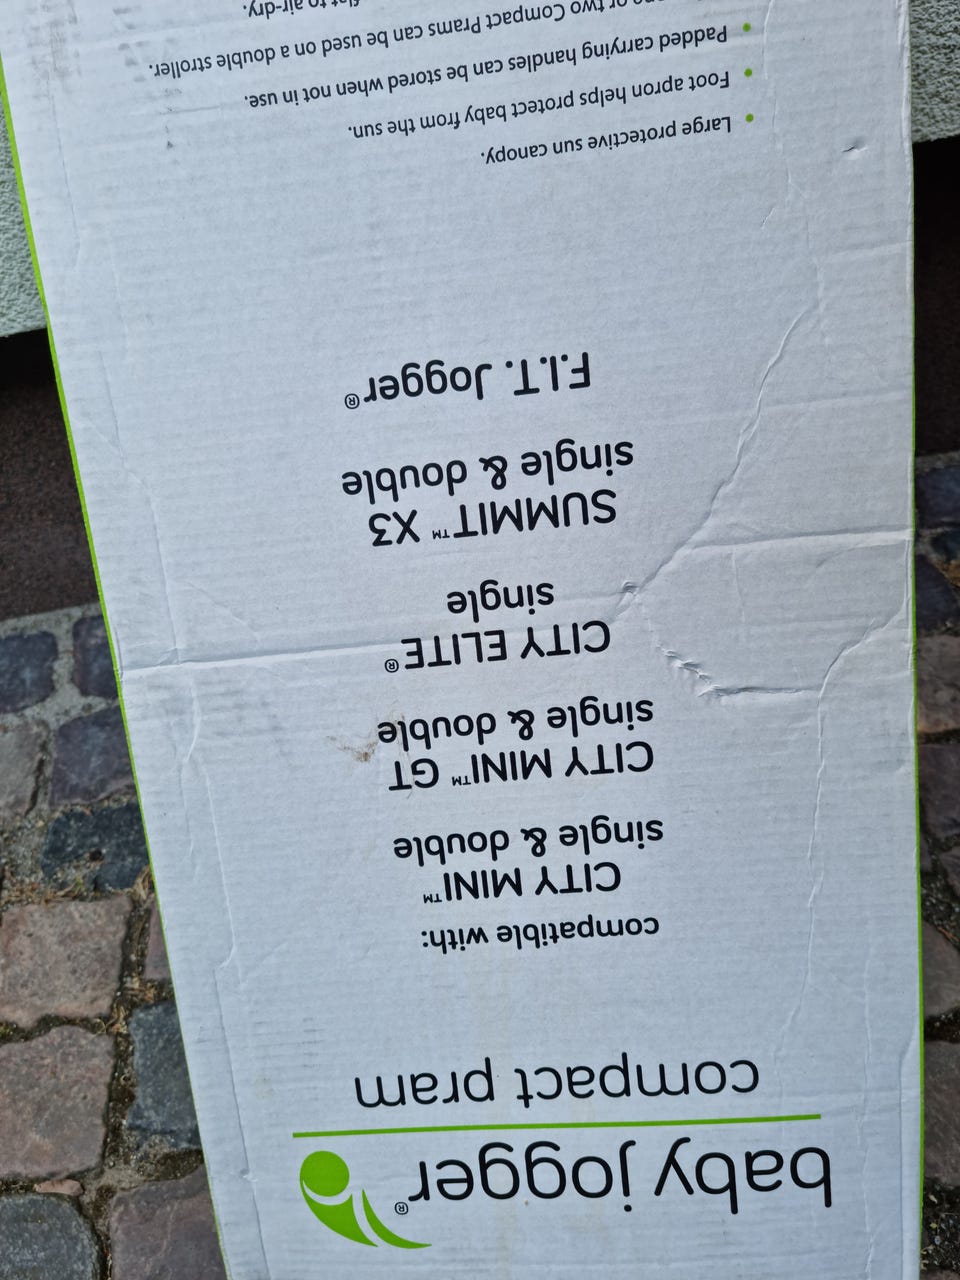 baby jogger®
compact pram
compatible with:
CITY MINI™
single & double
CITY MINI™ GT
single & double
CITY ELITE®
single
SUMMIT™ X3
single & double
F.I.T. Jogger®
• Large protective sun canopy.
• Foot apron helps protect baby from the sun.
• Padded carrying handles can be stored when not in use.
or two Compact Prams can be used on a double stroller.
to air-dry.